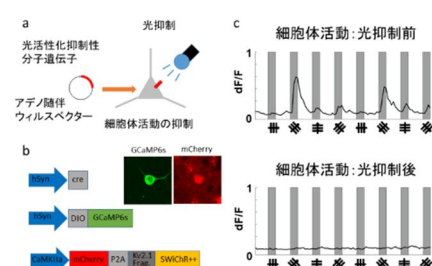 a
光抑制
光活性化抑制性
分子遺伝子
アデノ随伴
ウィルスベクター
細胞体活動の抑制
b
GCaMP6s
mCherry
hSyn
cre
hSyn
DIO
GCaMP6s
CaMKIIa
mCherry
P2A
Kv2.1
Frag.
SWiChR++
c
細胞体活動：光抑制前
1
dF/F
0
細胞体活動：光抑制後
1
dF/F
0